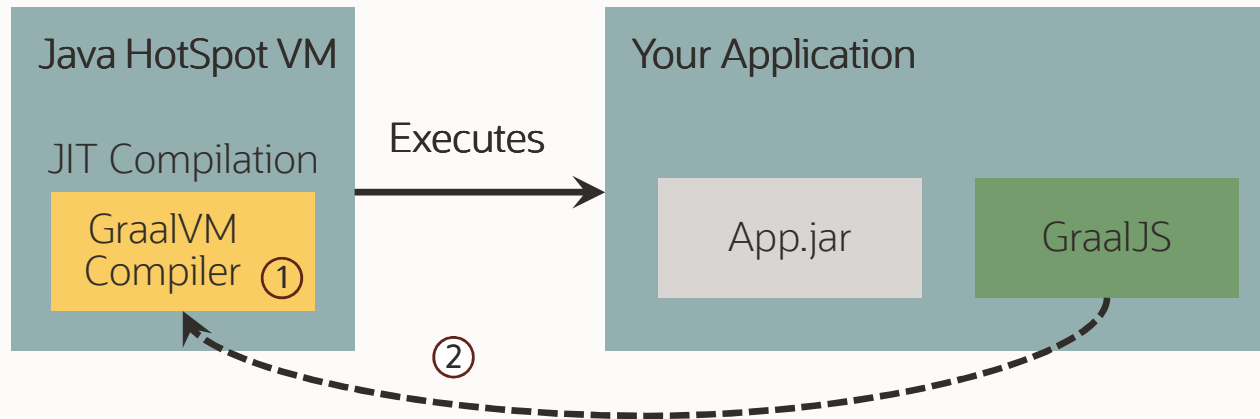 Java HotSpot VM
JIT Compilation
GraalVM
Compiler
1
Executes
Your Application
App.jar
GraalJS
2